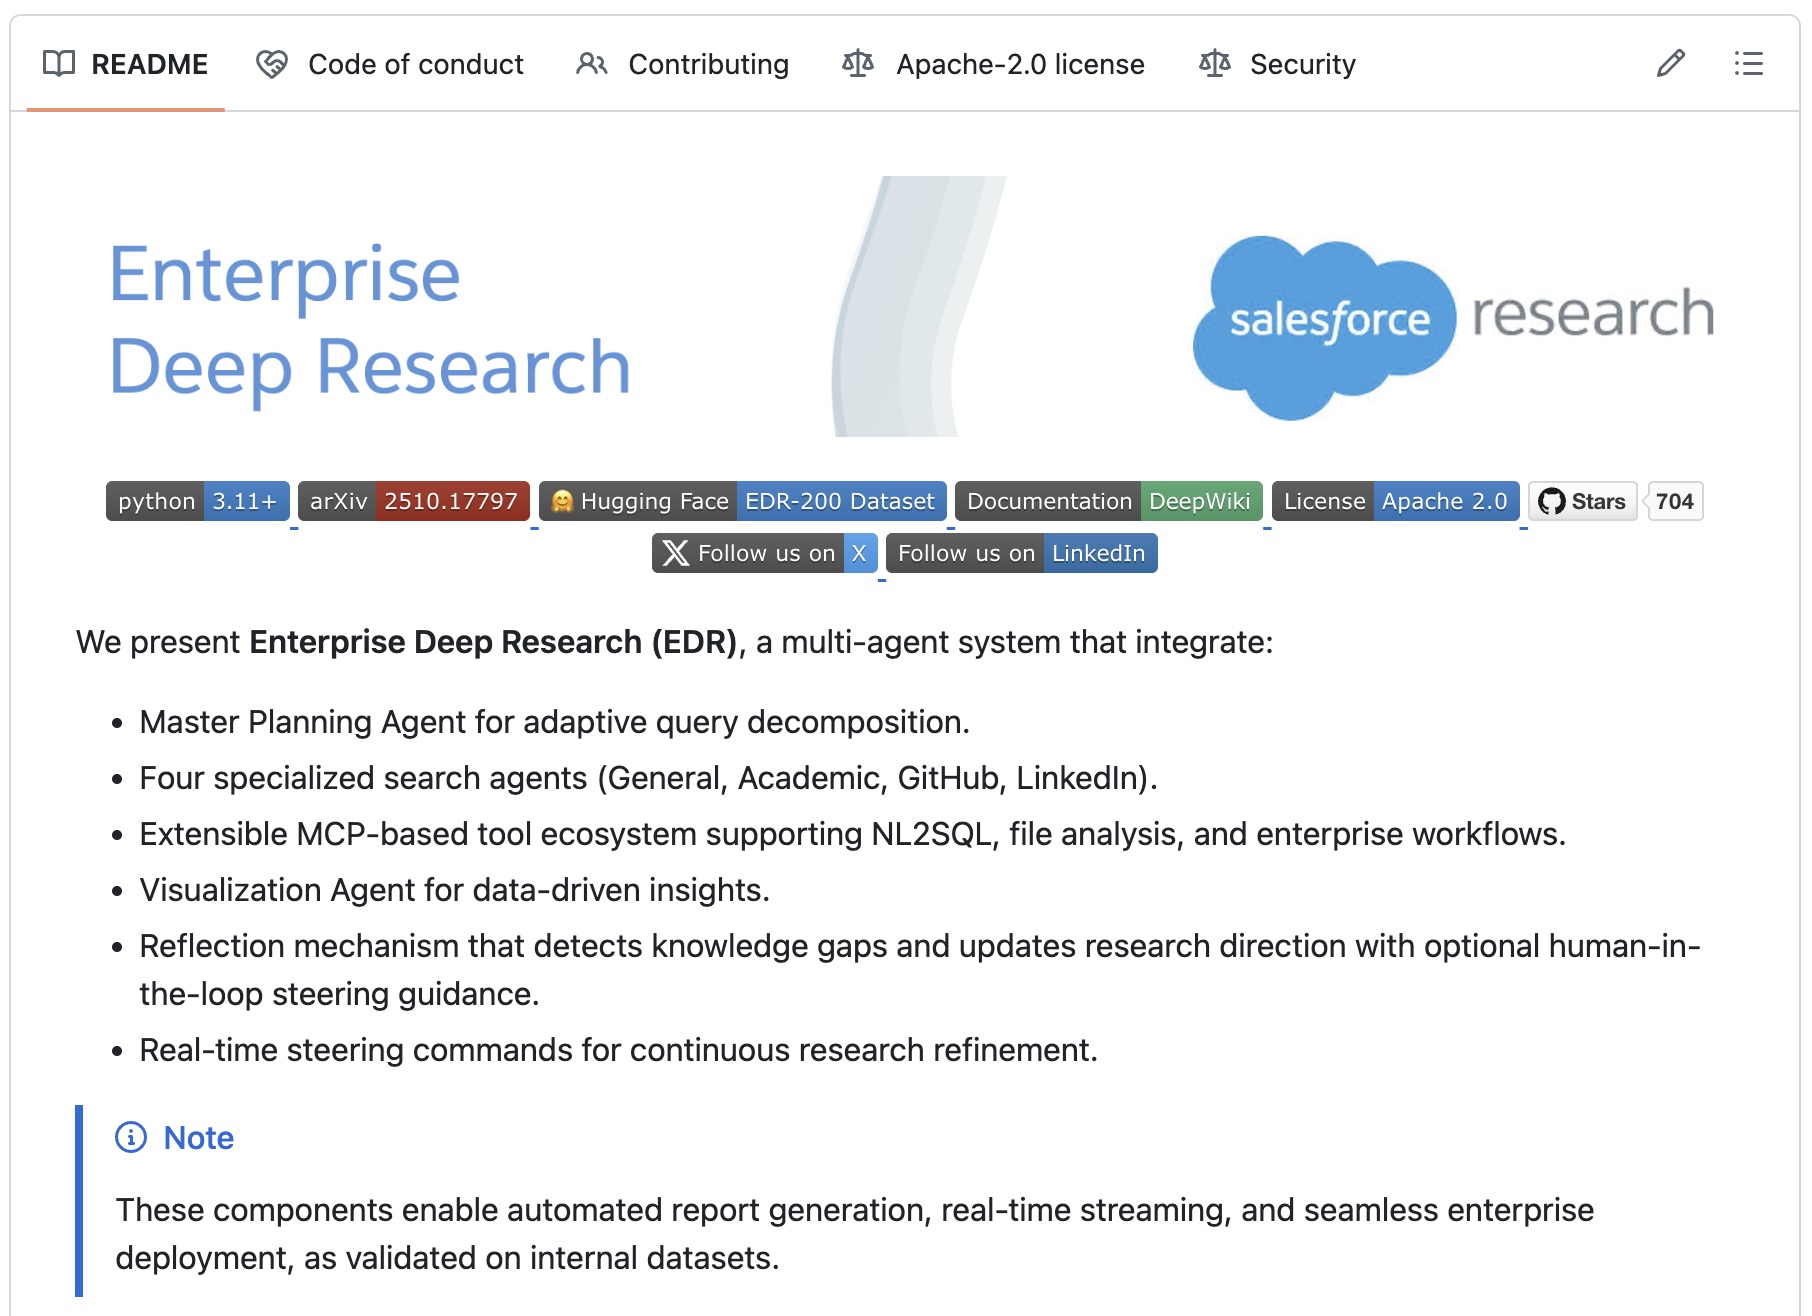 README Code of conduct Contributing Apache-2.0 license Security
Enterprise
Deep Research
salesforce research
python 3.11+ arXiv 2510.17797 🤗 Hugging Face EDR-200 Dataset Documentation DeepWiki License Apache 2.0 Stars 704
X Follow us on X Follow us on LinkedIn
We present Enterprise Deep Research (EDR), a multi-agent system that integrate:
• Master Planning Agent for adaptive query decomposition.
• Four specialized search agents (General, Academic, GitHub, LinkedIn).
• Extensible MCP-based tool ecosystem supporting NL2SQL, file analysis, and enterprise workflows.
• Visualization Agent for data-driven insights.
• Reflection mechanism that detects knowledge gaps and updates research direction with optional human-in-
the-loop steering guidance.
• Real-time steering commands for continuous research refinement.
Note
These components enable automated report generation, real-time streaming, and seamless enterprise
deployment, as validated on internal datasets.